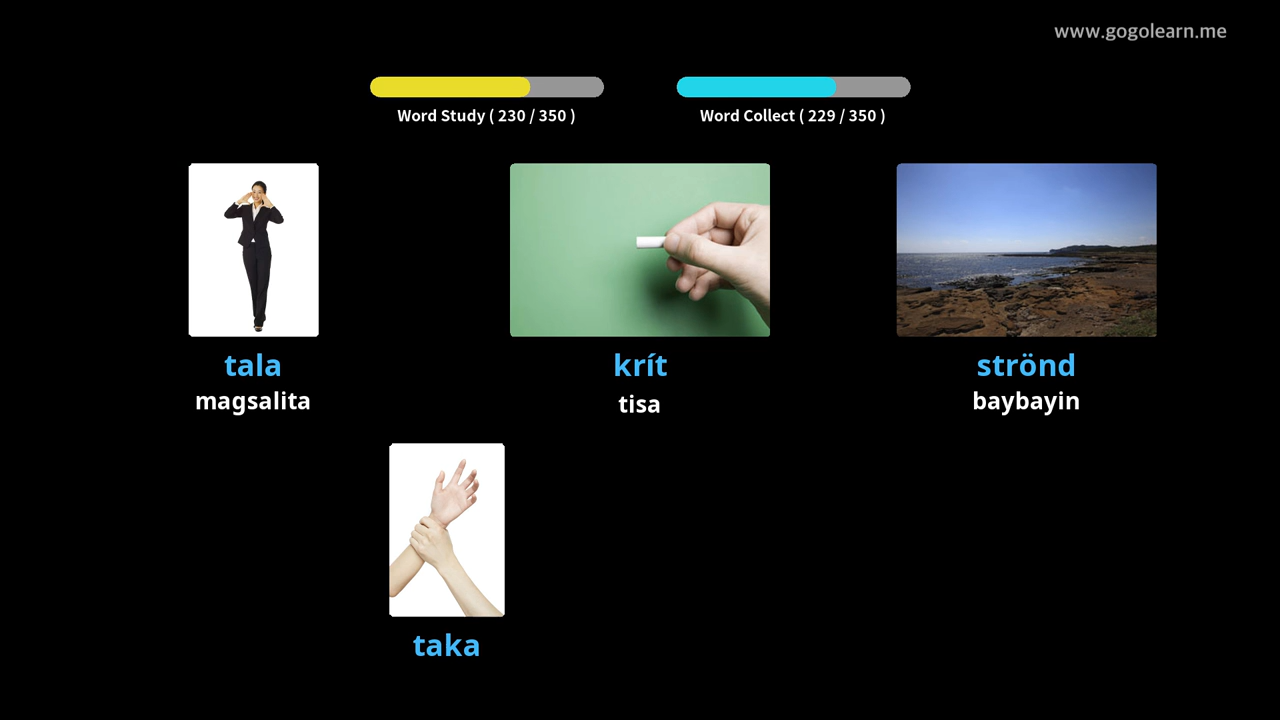 www.gogolearn.me
Word Study ( 230 / 350 )
Word Collect ( 229 / 350 )
tala
magsalita
krít
tisa
strönd
baybayin
taka